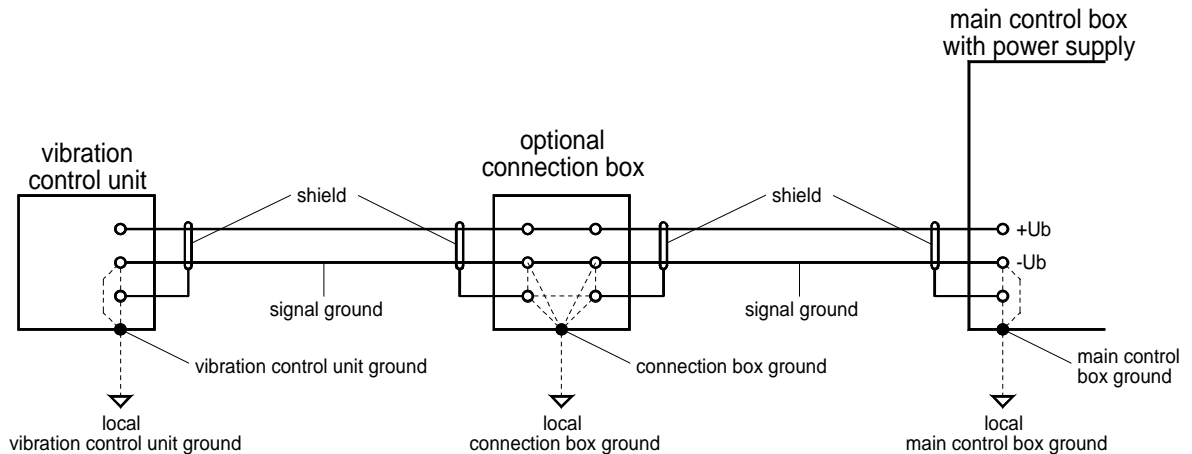 main control box
with power supply
vibration
control unit
optional
connection box
shield
shield
+Ub
-Ub
signal ground
signal ground
vibration control unit ground
connection box ground
main control
box ground
local
vibration control unit ground
local
connection box ground
local
main control box ground